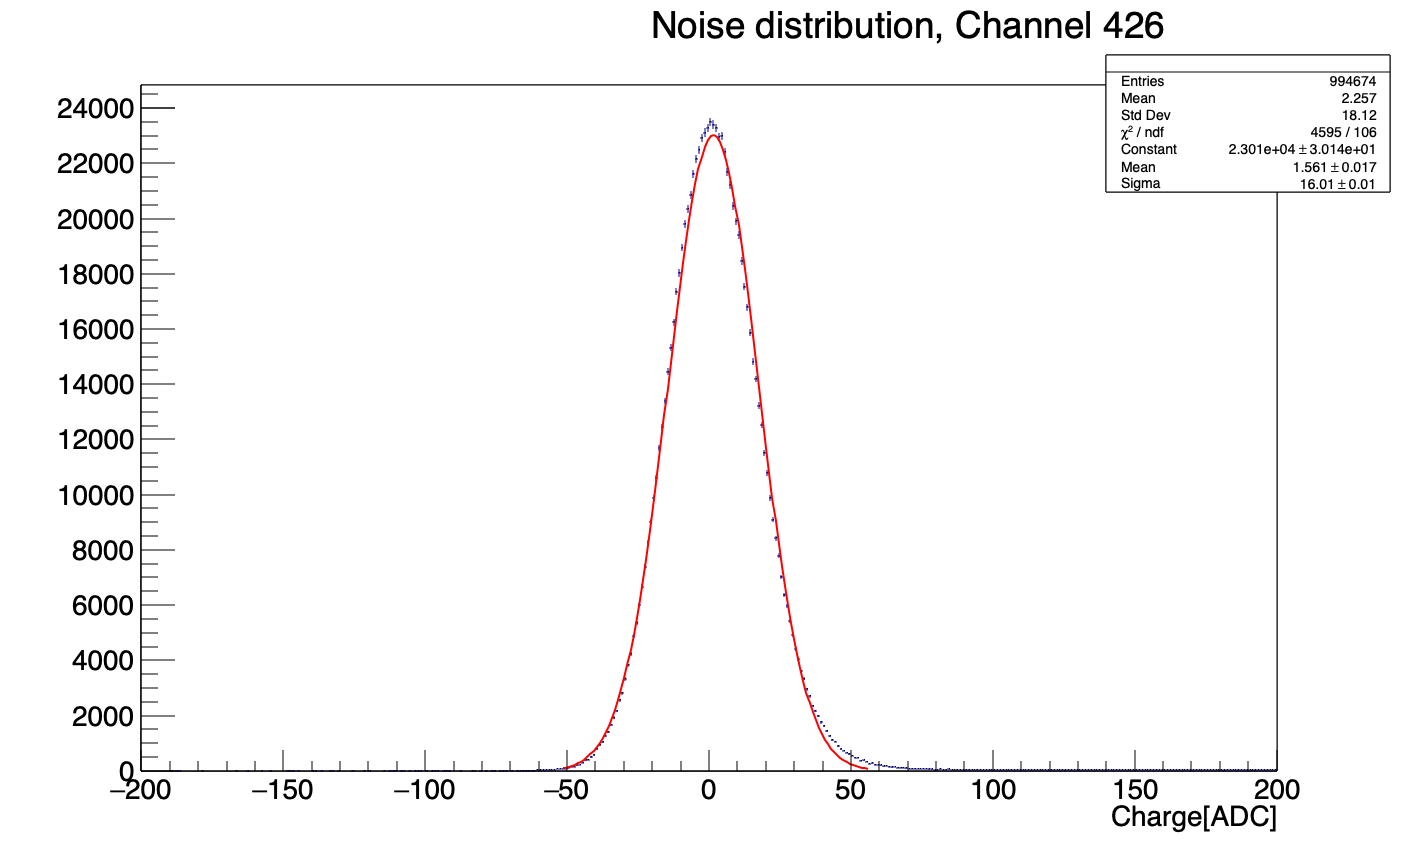 Noise distribution, Channel 426
Entries 994674
Mean 2.257
Std Dev 18.12
χ² / ndf 4595 / 106
Constant 2.301e+04 ± 3.014e+01
Mean 1.561 ± 0.017
Sigma 16.01 ± 0.01
24000
22000
20000
18000
16000
14000
12000
10000
8000
6000
4000
2000
0
−200 −150 −100 −50 0 50 100 150 200
Charge[ADC]